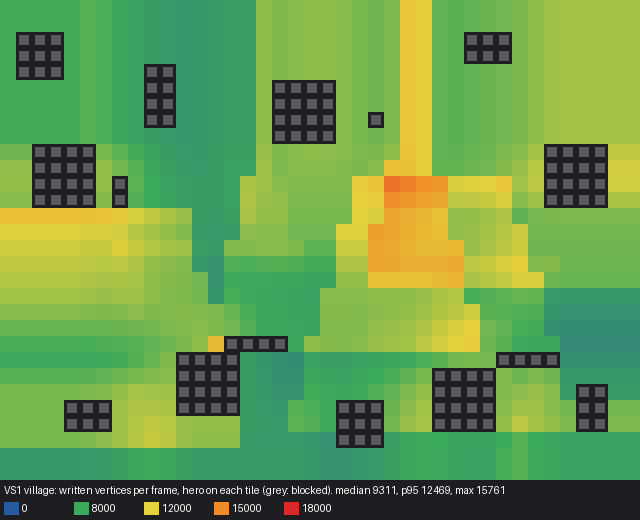 VS1 village: written vertices per frame, hero on each tile (grey: blocked). median 9311, p95 12469, max 15761
0 8000 12000 15000 18000